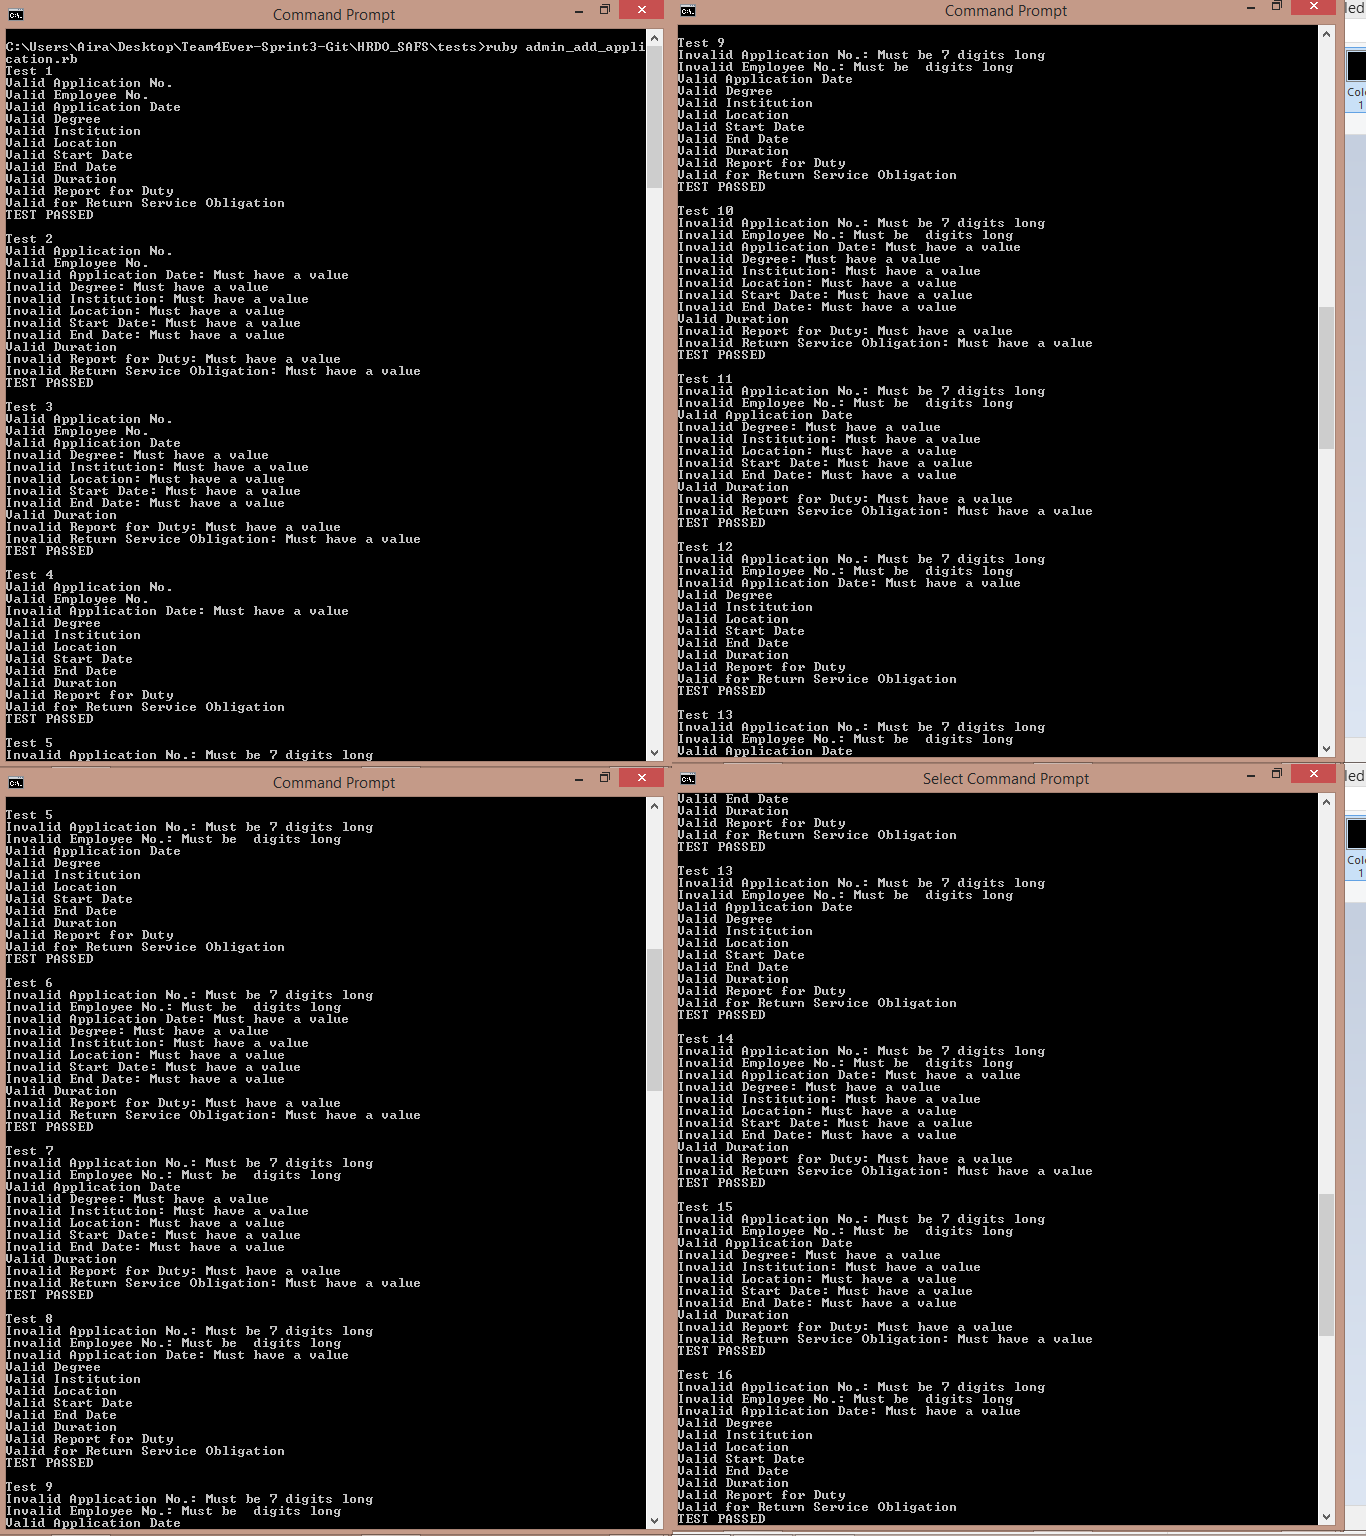 Command Prompt
C:\Users\Aira\Desktop\Team4Ever-Sprint3-Git\HRDO_SAFS\tests>ruby admin_add_appli
cation.rb
Test 1
Valid Application No.
Valid Employee No.
Valid Application Date
Valid Degree
Valid Institution
Valid Location
Valid Start Date
Valid End Date
Valid Duration
Valid Report for Duty
Valid for Return Service Obligation
TEST PASSED
Test 2
Valid Application No.
Valid Employee No.
Invalid Application Date: Must have a value
Invalid Degree: Must have a value
Invalid Institution: Must have a value
Invalid Location: Must have a value
Invalid Start Date: Must have a value
Invalid End Date: Must have a value
Valid Duration
Invalid Report for Duty: Must have a value
Invalid Return Service Obligation: Must have a value
TEST PASSED
Test 3
Valid Application No.
Valid Employee No.
Valid Application Date
Invalid Degree: Must have a value
Invalid Institution: Must have a value
Invalid Location: Must have a value
Invalid Start Date: Must have a value
Invalid End Date: Must have a value
Valid Duration
Invalid Report for Duty: Must have a value
Invalid Return Service Obligation: Must have a value
TEST PASSED
Test 4
Valid Application No.
Valid Employee No.
Invalid Application Date: Must have a value
Valid Degree
Valid Institution
Valid Location
Valid Start Date
Valid End Date
Valid Duration
Valid Report for Duty
Valid for Return Service Obligation
TEST PASSED
Test 5
Invalid Application No.: Must be 7 digits long
Command Prompt
Test 9
Invalid Application No.: Must be 7 digits long
Invalid Employee No.: Must be  digits long
Valid Application Date
Valid Degree
Valid Institution
Valid Location
Valid Start Date
Valid End Date
Valid Duration
Valid Report for Duty
Valid for Return Service Obligation
TEST PASSED
Test 10
Invalid Application No.: Must be 7 digits long
Invalid Employee No.: Must be  digits long
Invalid Application Date: Must have a value
Invalid Degree: Must have a value
Invalid Institution: Must have a value
Invalid Location: Must have a value
Invalid Start Date: Must have a value
Invalid End Date: Must have a value
Valid Duration
Invalid Report for Duty: Must have a value
Invalid Return Service Obligation: Must have a value
TEST PASSED
Test 11
Invalid Application No.: Must be 7 digits long
Invalid Employee No.: Must be  digits long
Valid Application Date
Invalid Degree: Must have a value
Invalid Institution: Must have a value
Invalid Location: Must have a value
Invalid Start Date: Must have a value
Invalid End Date: Must have a value
Valid Duration
Invalid Report for Duty: Must have a value
Invalid Return Service Obligation: Must have a value
TEST PASSED
Test 12
Invalid Application No.: Must be 7 digits long
Invalid Employee No.: Must be  digits long
Invalid Application Date: Must have a value
Valid Degree
Valid Institution
Valid Location
Valid Start Date
Valid End Date
Valid Duration
Valid Report for Duty
Valid for Return Service Obligation
TEST PASSED
Test 13
Invalid Application No.: Must be 7 digits long
Invalid Employee No.: Must be  digits long
Valid Application Date
led
Col
1
Command Prompt
Test 5
Invalid Application No.: Must be 7 digits long
Invalid Employee No.: Must be  digits long
Valid Application Date
Valid Degree
Valid Institution
Valid Location
Valid Start Date
Valid End Date
Valid Duration
Valid Report for Duty
Valid for Return Service Obligation
TEST PASSED
Test 6
Invalid Application No.: Must be 7 digits long
Invalid Employee No.: Must be  digits long
Invalid Application Date: Must have a value
Invalid Degree: Must have a value
Invalid Institution: Must have a value
Invalid Location: Must have a value
Invalid Start Date: Must have a value
Invalid End Date: Must have a value
Valid Duration
Invalid Report for Duty: Must have a value
Invalid Return Service Obligation: Must have a value
TEST PASSED
Test 7
Invalid Application No.: Must be 7 digits long
Invalid Employee No.: Must be  digits long
Valid Application Date
Invalid Degree: Must have a value
Invalid Institution: Must have a value
Invalid Location: Must have a value
Invalid Start Date: Must have a value
Invalid End Date: Must have a value
Valid Duration
Invalid Report for Duty: Must have a value
Invalid Return Service Obligation: Must have a value
TEST PASSED
Test 8
Invalid Application No.: Must be 7 digits long
Invalid Employee No.: Must be  digits long
Invalid Application Date: Must have a value
Valid Degree
Valid Institution
Valid Location
Valid Start Date
Valid End Date
Valid Duration
Valid Report for Duty
Valid for Return Service Obligation
TEST PASSED
Test 9
Invalid Application No.: Must be 7 digits long
Invalid Employee No.: Must be  digits long
Valid Application Date
Select Command Prompt
Valid End Date
Valid Duration
Valid Report for Duty
Valid for Return Service Obligation
TEST PASSED
Test 13
Invalid Application No.: Must be 7 digits long
Invalid Employee No.: Must be  digits long
Valid Application Date
Valid Degree
Valid Institution
Valid Location
Valid Start Date
Valid End Date
Valid Duration
Valid Report for Duty
Valid for Return Service Obligation
TEST PASSED
Test 14
Invalid Application No.: Must be 7 digits long
Invalid Employee No.: Must be  digits long
Invalid Application Date: Must have a value
Invalid Degree: Must have a value
Invalid Institution: Must have a value
Invalid Location: Must have a value
Invalid Start Date: Must have a value
Invalid End Date: Must have a value
Valid Duration
Invalid Report for Duty: Must have a value
Invalid Return Service Obligation: Must have a value
TEST PASSED
Test 15
Invalid Application No.: Must be 7 digits long
Invalid Employee No.: Must be  digits long
Valid Application Date
Invalid Degree: Must have a value
Invalid Institution: Must have a value
Invalid Location: Must have a value
Invalid Start Date: Must have a value
Invalid End Date: Must have a value
Valid Duration
Invalid Report for Duty: Must have a value
Invalid Return Service Obligation: Must have a value
TEST PASSED
Test 16
Invalid Application No.: Must be 7 digits long
Invalid Employee No.: Must be  digits long
Invalid Application Date: Must have a value
Valid Degree
Valid Institution
Valid Location
Valid Start Date
Valid End Date
Valid Duration
Valid Report for Duty
Valid for Return Service Obligation
TEST PASSED
led
Col
1